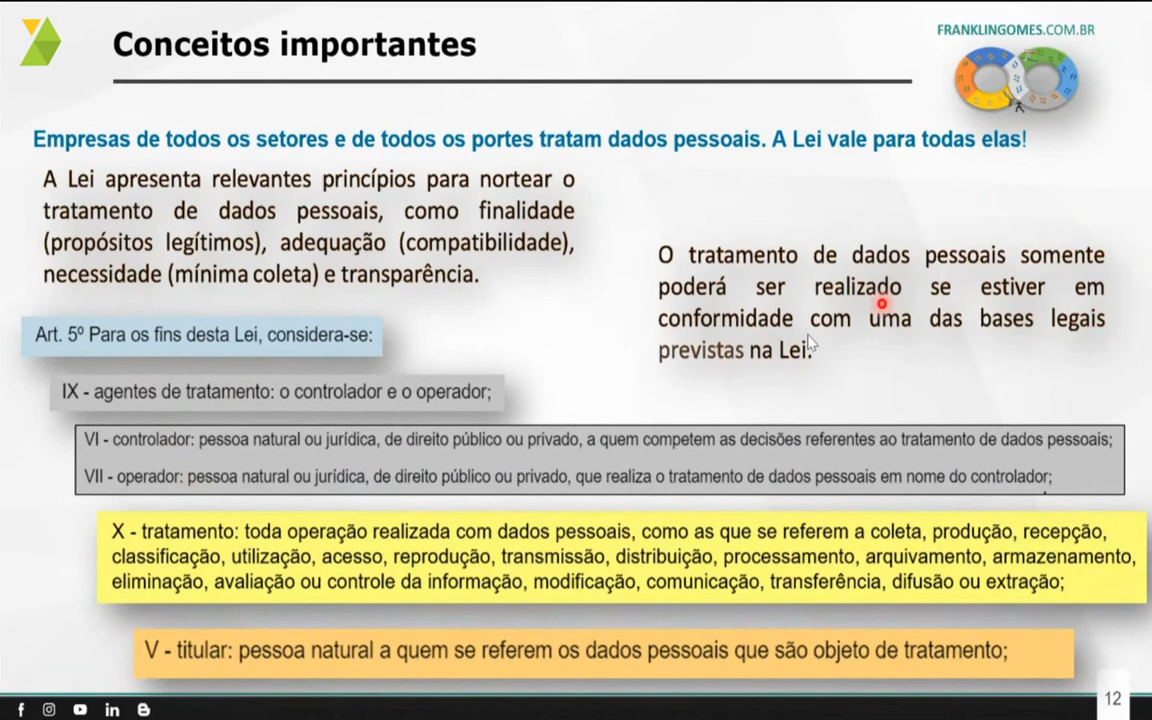 Conceitos importantes
FRANKLINGOMES.COM.BR
Empresas de todos os setores e de todos os portes tratam dados pessoais. A Lei vale para todas elas!
A Lei apresenta relevantes princípios para nortear o
tratamento de dados pessoais, como finalidade
(propósitos legítimos), adequação (compatibilidade),
necessidade (mínima coleta) e transparência.
O tratamento de dados pessoais somente
poderá ser realizado se estiver em
conformidade com uma das bases legais
previstas na Lei.
Art. 5º Para os fins desta Lei, considera-se:
IX - agentes de tratamento: o controlador e o operador;
VI - controlador: pessoa natural ou jurídica, de direito público ou privado, a quem competem as decisões referentes ao tratamento de dados pessoais;
VII - operador: pessoa natural ou jurídica, de direito público ou privado, que realiza o tratamento de dados pessoais em nome do controlador;
X - tratamento: toda operação realizada com dados pessoais, como as que se referem a coleta, produção, recepção,
classificação, utilização, acesso, reprodução, transmissão, distribuição, processamento, arquivamento, armazenamento,
eliminação, avaliação ou controle da informação, modificação, comunicação, transferência, difusão ou extração;
V - titular: pessoa natural a quem se referem os dados pessoais que são objeto de tratamento;
12